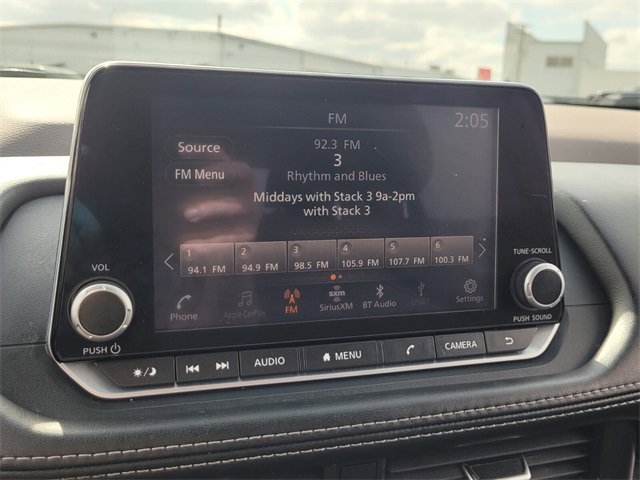 FM
2:05
Source
92.3 FM
3
FM Menu
Rhythm and Blues
Middays with Stack 3 9a-2pm
with Stack 3
1 2 3 4 5 6
94.1 FM 94.9 FM 98.5 FM 105.9 FM 107.7 FM 100.3 FM
Phone Apple CarPlay FM SiriusXM BT Audio USB1 Settings
sxm
VOL
PUSH
TUNE·SCROLL
PUSH SOUND
AUDIO MENU CAMERA